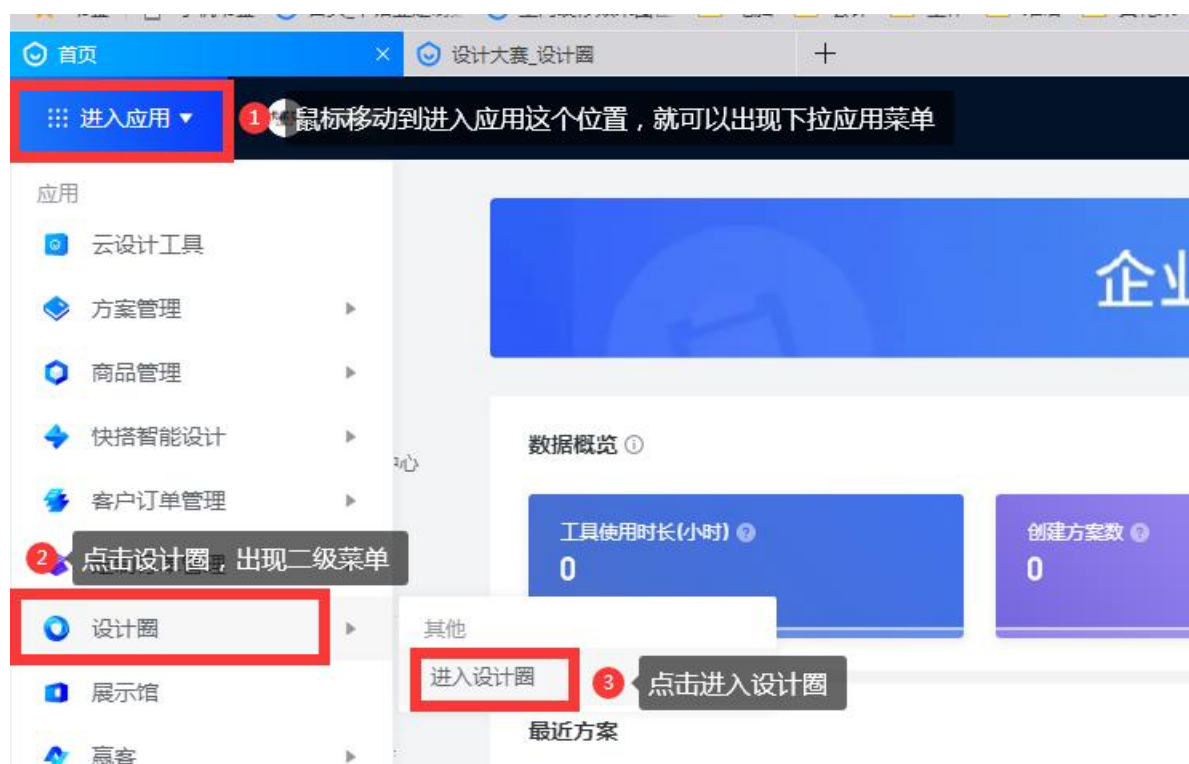 首页
设计大赛_设计圈
进入应用
1
鼠标移动到进入应用这个位置，就可以出现下拉应用菜单
应用
云设计工具
企业
方案管理
商品管理
快搭智能设计
数据概览
中心
客户订单管理
工具使用时长(小时)
0
创建方案数
0
2
点击设计圈，出现二级菜单
设计圈
其他
进入设计圈
3
点击进入设计圈
展示馆
最近方案
赢客